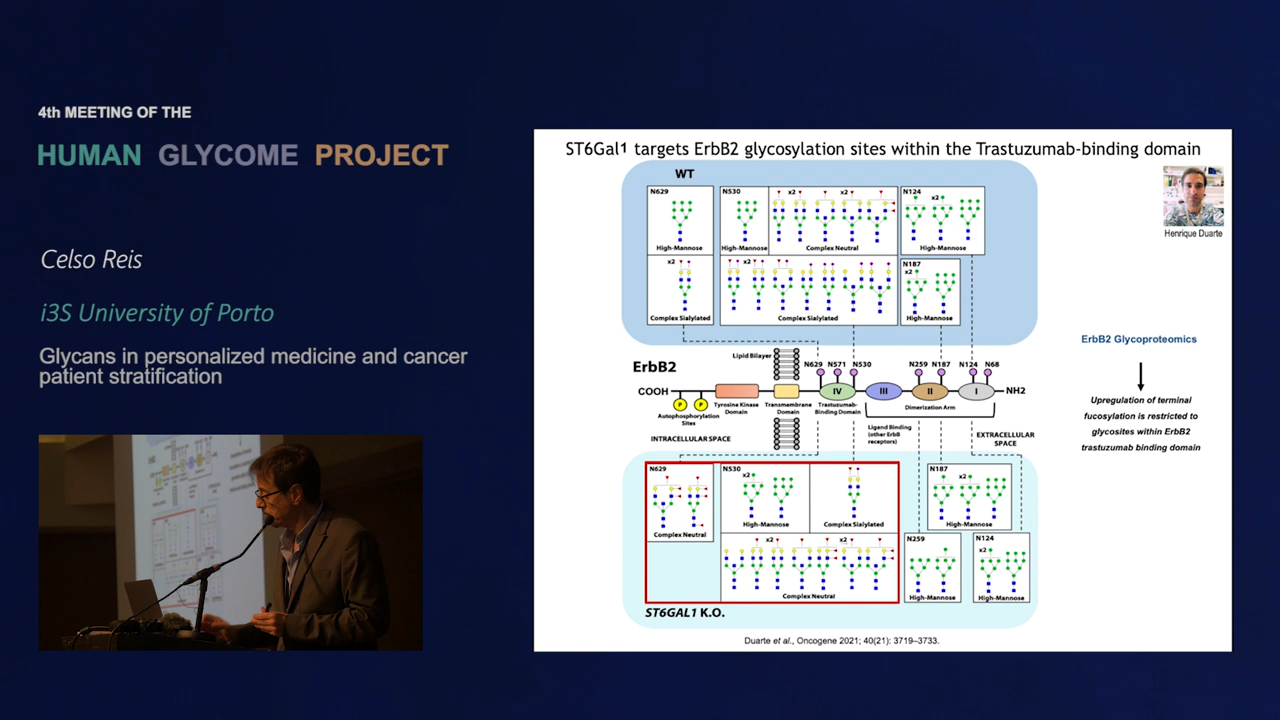 4th MEETING OF THE
HUMAN GLYCOME PROJECT
Celso Reis
i3S University of Porto
Glycans in personalized medicine and cancer
patient stratification
ST6Gal1 targets ErbB2 glycosylation sites within the Trastuzumab-binding domain
WT
N629
High-Mannose
N530
High-Mannose
x2 x2
Complex Neutral
N124
x2
High-Mannose
x2
Complex Sialylated
x2 x2
Complex Sialylated
N187
x2
High-Mannose
Henrique Duarte
Lipid Bilayer
ErbB2
N629 N571 N530 N259 N187 N124 N68
COOH
P P
IV III II I
NH2
Autophosphorylation
Sites
Tyrosine Kinase
Domain
Transmembrane
Domain
Trastuzumab-
Binding Domain
Dimerization Arm
Ligand Binding
(other ErbB
receptors)
INTRACELLULAR SPACE
EXTRACELLULAR
SPACE
N629
Complex Neutral
N530
x2
High-Mannose
Complex Sialylated
x2 x2
Complex Neutral
N187
x2
High-Mannose
N259
High-Mannose
N124
x2
High-Mannose
ST6GAL1 K.O.
ErbB2 Glycoproteomics
Upregulation of terminal
fucosylation is restricted to
glycosites within ErbB2
trastuzumab binding domain
Duarte et al., Oncogene 2021; 40(21): 3719–3733.